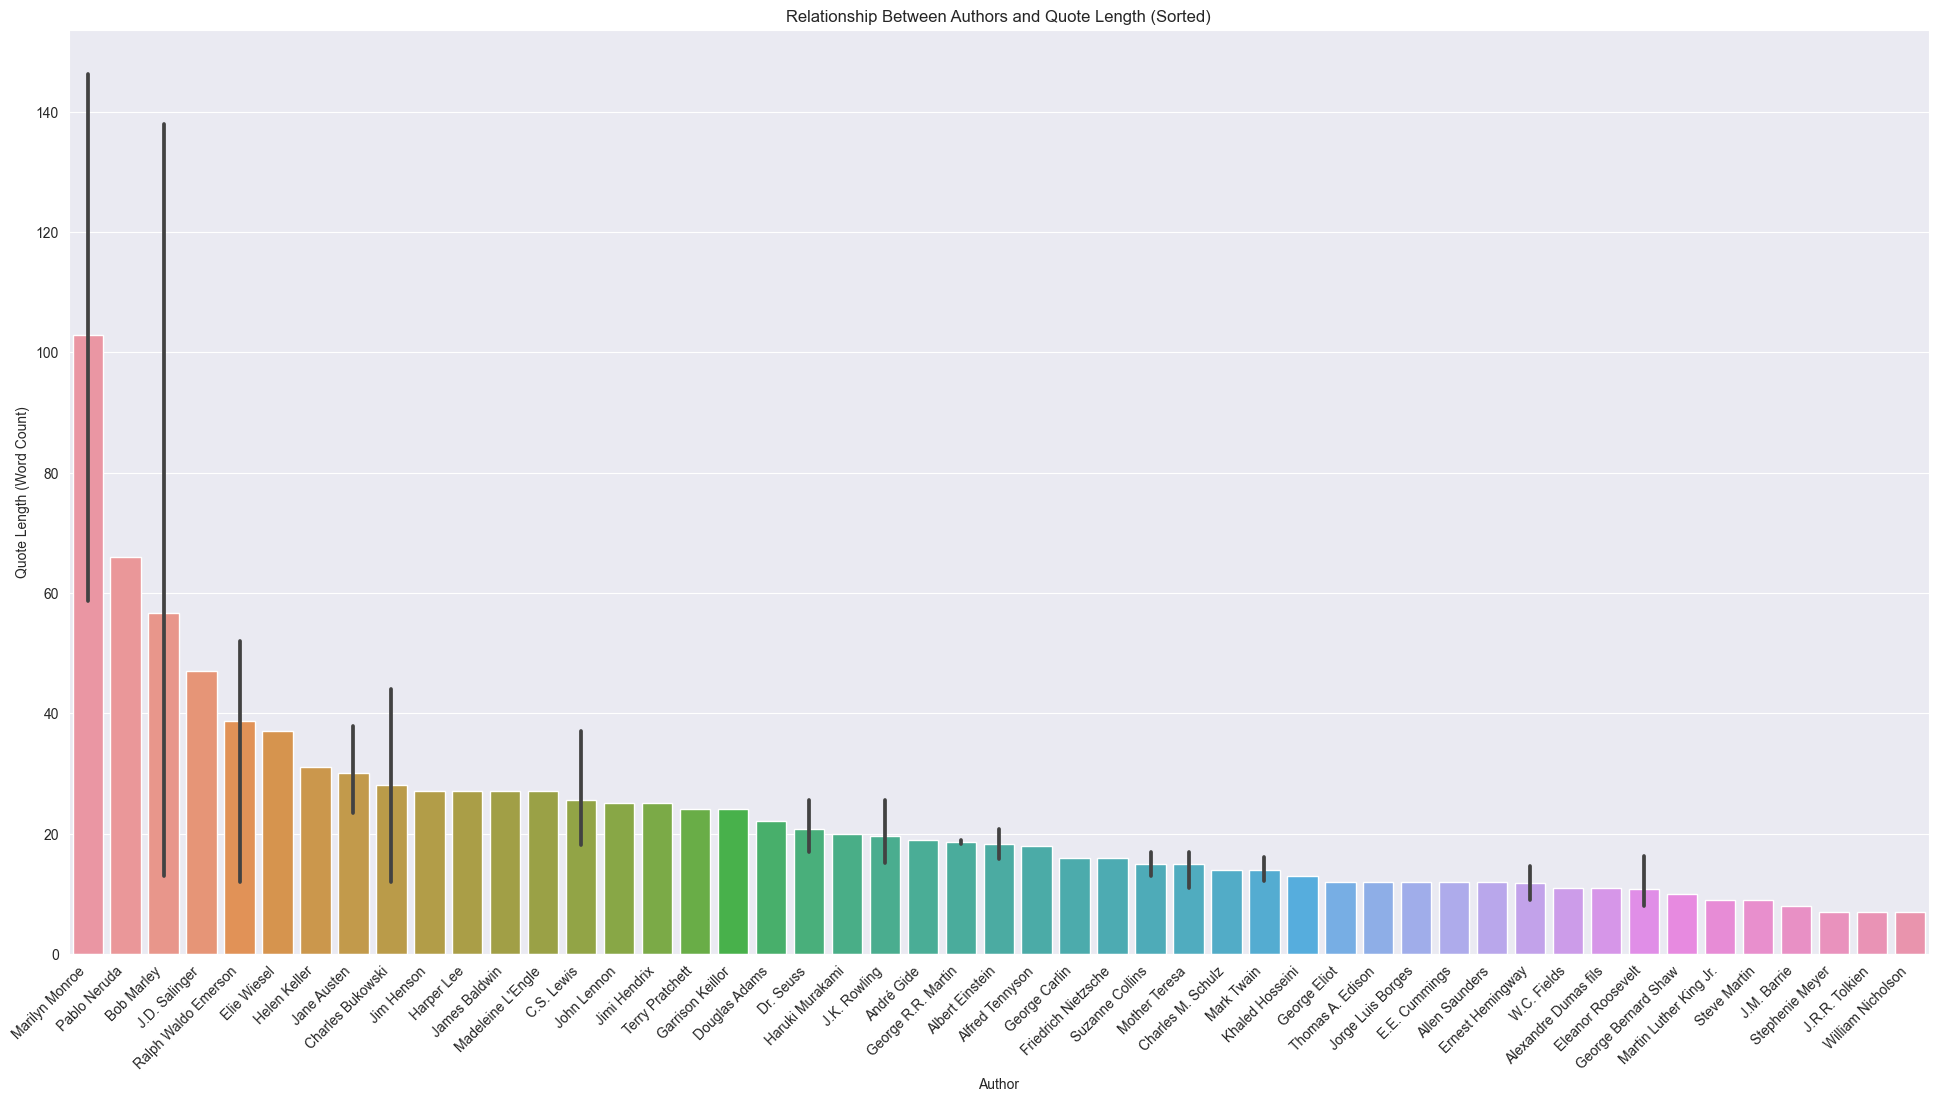 Relationship Between Authors and Quote Length (Sorted)
Quote Length (Word Count)
140
120
100
80
60
40
20
0
Marilyn Monroe
Pablo Neruda
Bob Marley
J.D. Salinger
Ralph Waldo Emerson
Elie Wiesel
Helen Keller
Jane Austen
Charles Bukowski
Jim Henson
Harper Lee
James Baldwin
Madeleine L'Engle
C.S. Lewis
John Lennon
Jimi Hendrix
Terry Pratchett
Garrison Keillor
Douglas Adams
Dr. Seuss
Haruki Murakami
J.K. Rowling
André Gide
George R.R. Martin
Albert Einstein
Alfred Tennyson
George Carlin
Friedrich Nietzsche
Suzanne Collins
Mother Teresa
Charles M. Schulz
Mark Twain
Khaled Hosseini
George Eliot
Thomas A. Edison
Jorge Luis Borges
E.E. Cummings
Allen Saunders
Ernest Hemingway
W.C. Fields
Alexandre Dumas fils
Eleanor Roosevelt
George Bernard Shaw
Martin Luther King Jr.
Steve Martin
J.M. Barrie
Stephenie Meyer
J.R.R. Tolkien
William Nicholson
Author